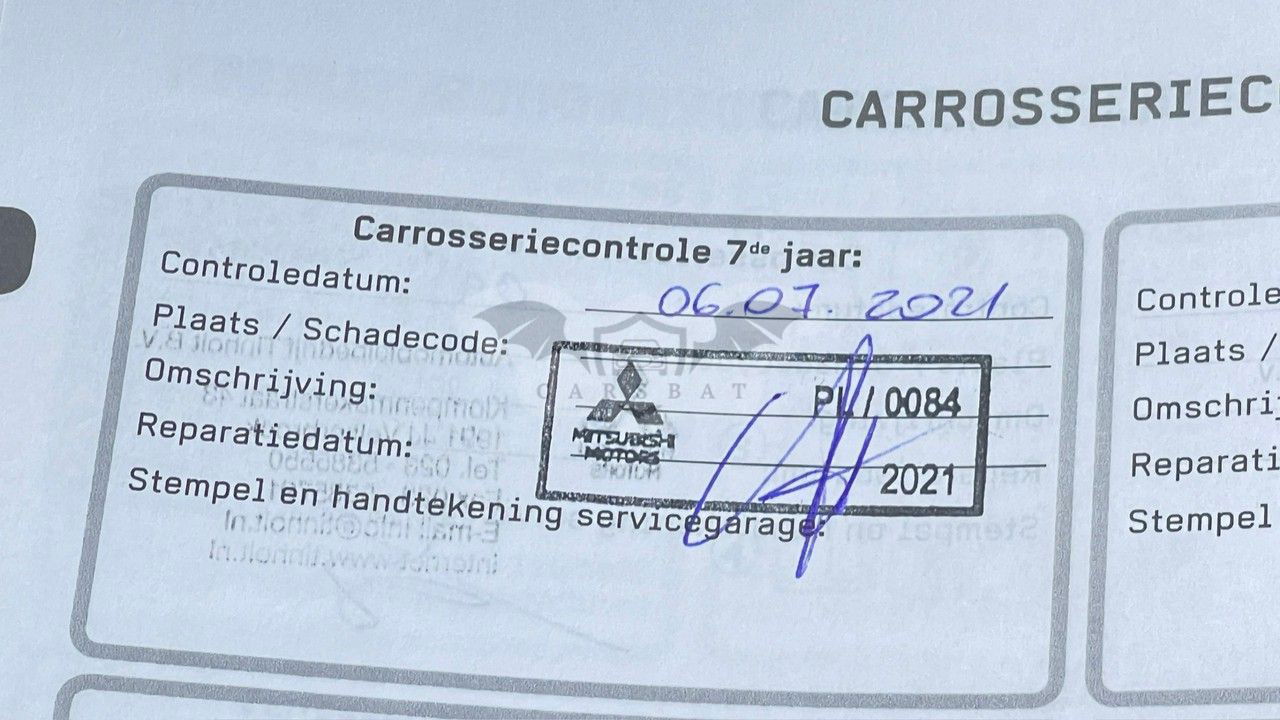 CARROSSERIEC
Carrosseriecontrole 7de jaar:
Controledatum: 06.07.2021
Plaats / Schadecode:
Omschrijving:
Reparatiedatum:
Stempel en handtekening servicegarage:
MITSUBISHI
MOTORS
PL / 0084
2021
CARSBAT
Controle
Plaats /
Omschrij
Reparati
Stempel